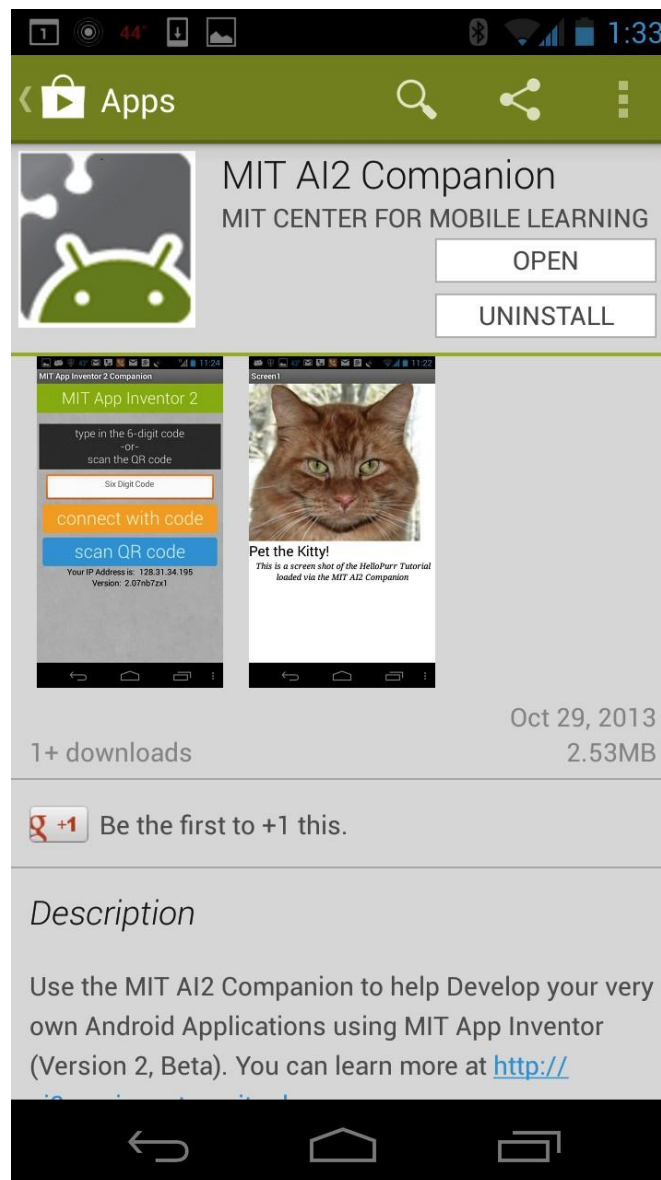 1 44° 1:33
Apps
MIT AI2 Companion
MIT CENTER FOR MOBILE LEARNING
OPEN
UNINSTALL
11:24
MIT App Inventor 2 Companion
MIT App Inventor 2
type in the 6-digit code
-or-
scan the QR code
Six Digit Code
connect with code
scan QR code
Your IP Address is: 128.31.34.195
Version: 2.07nb7zx1
11:22
Screen1
Pet the Kitty!
This is a screen shot of the HelloPurr Tutorial
loaded via the MIT AI2 Companion
Oct 29, 2013
1+ downloads 2.53MB
g +1 Be the first to +1 this.
Description
Use the MIT AI2 Companion to help Develop your very
own Android Applications using MIT App Inventor
(Version 2, Beta). You can learn more at http://